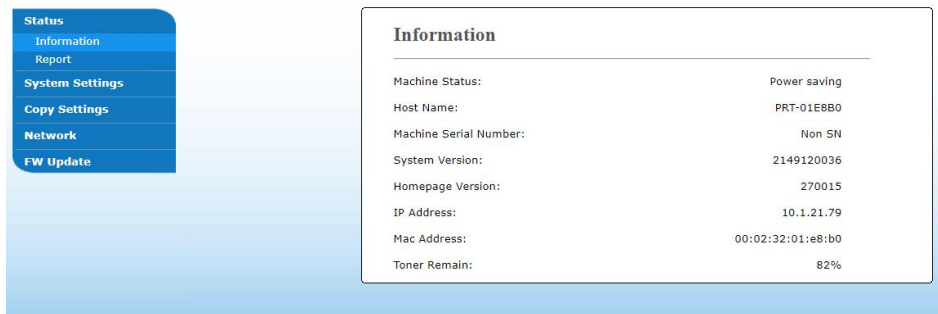 Status
Information
Report
System Settings
Copy Settings
Network
FW Update
Information
Machine Status: Power saving
Host Name: PRT-01E8B0
Machine Serial Number: Non SN
System Version: 2149120036
Homepage Version: 270015
IP Address: 10.1.21.79
Mac Address: 00:02:32:01:e8:b0
Toner Remain: 82%